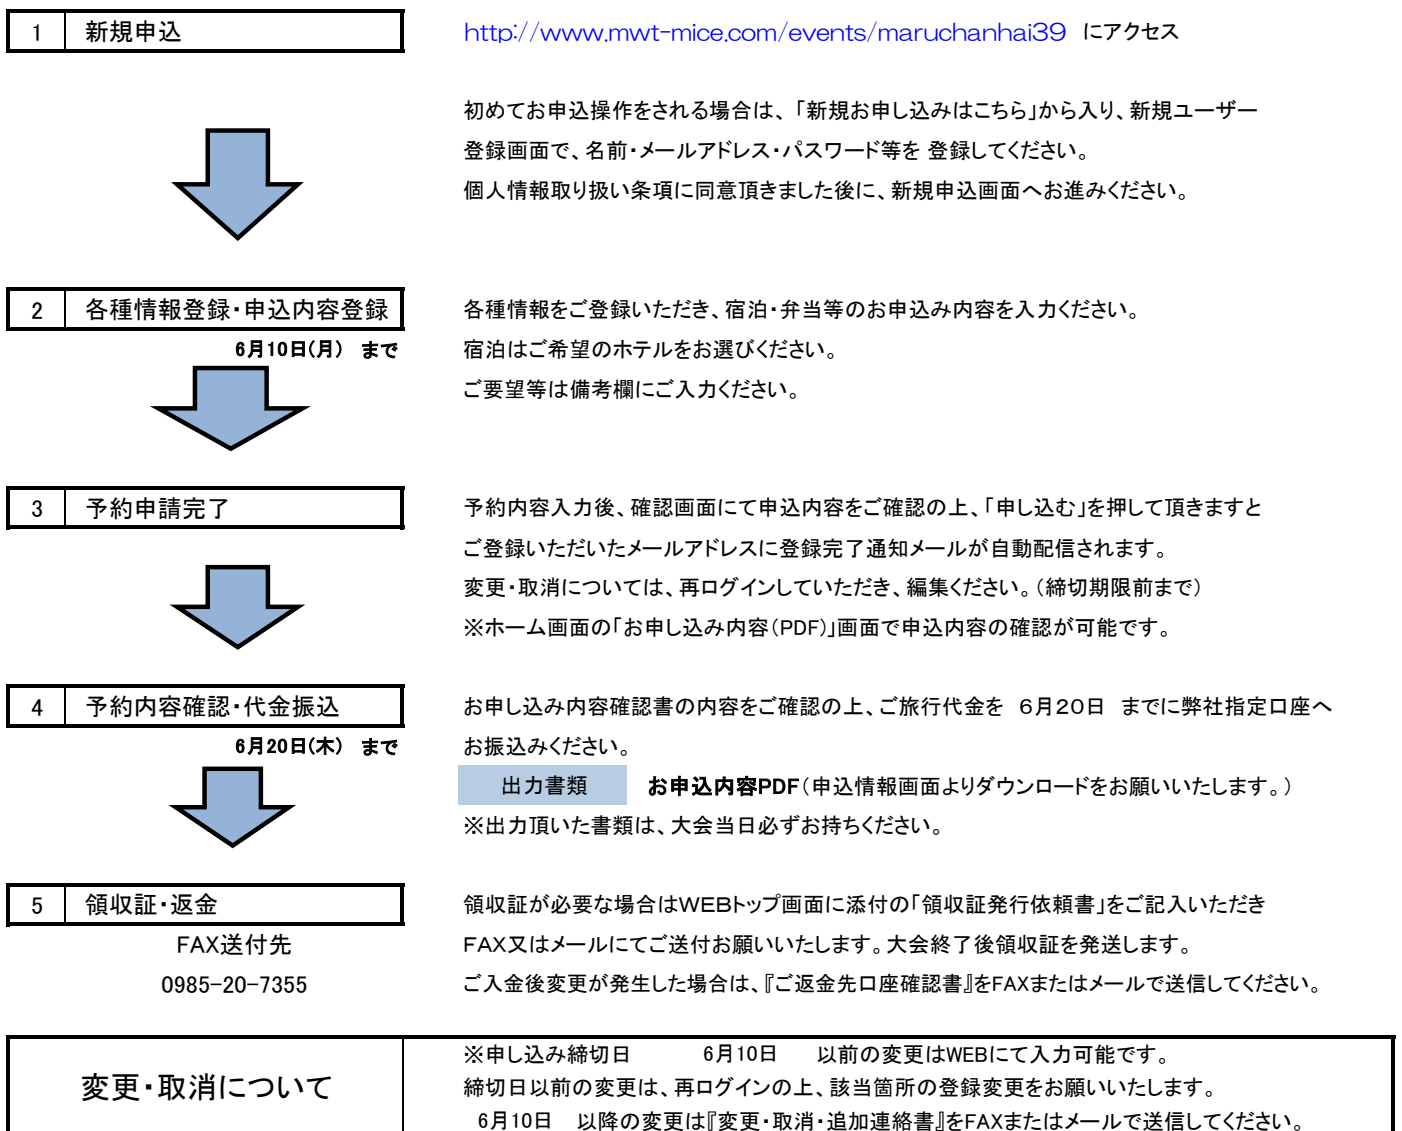 1 新規申込 http://www.mwt-mice.com/events/maruchanhai39 にアクセス
初めてお申込操作をされる場合は、「新規お申し込みはこちら」から入り、新規ユーザー
登録画面で、名前・メールアドレス・パスワード等を 登録してください。
個人情報取り扱い条項に同意頂きました後に、新規申込画面へお進みください。
2 各種情報登録・申込内容登録 各種情報をご登録いただき、宿泊・弁当等のお申込み内容を入力ください。
6月10日(月) まで 宿泊はご希望のホテルをお選びください。
ご要望等は備考欄にご入力ください。
3 予約申請完了 予約内容入力後、確認画面にて申込内容をご確認の上、「申し込む」を押して頂きますと
ご登録いただいたメールアドレスに登録完了通知メールが自動配信されます。
変更・取消については、再ログインしていただき、編集ください。(締切期限前まで)
※ホーム画面の「お申し込み内容(PDF)」画面で申込内容の確認が可能です。
4 予約内容確認・代金振込 お申し込み内容確認書の内容をご確認の上、ご旅行代金を 6月20日 までに弊社指定口座へ
6月20日(木) まで お振込みください。
出力書類 お申込内容PDF(申込情報画面よりダウンロードをお願いいたします。)
※出力頂いた書類は、大会当日必ずお持ちください。
5 領収証・返金 領収証が必要な場合はWEBトップ画面に添付の「領収証発行依頼書」をご記入いただき
FAX送付先 FAX又はメールにてご送付お願いいたします。大会終了後領収証を発送します。
0985-20-7355 ご入金後変更が発生した場合は、『ご返金先口座確認書』をFAXまたはメールで送信してください。
※申し込み締切日 6月10日 以前の変更はWEBにて入力可能です。
変更・取消について 締切日以前の変更は、再ログインの上、該当箇所の登録変更をお願いいたします。
6月10日 以降の変更は『変更・取消・追加連絡書』をFAXまたはメールで送信してください。